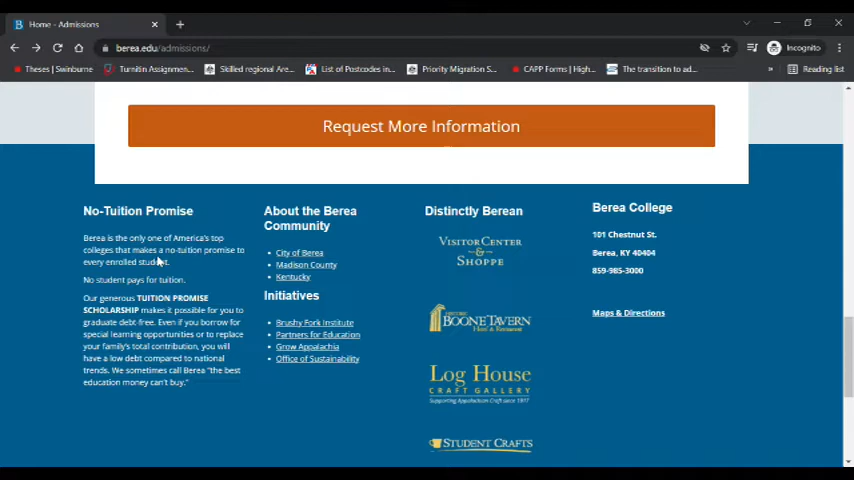 Home - Admissions
berea.edu/admissions/
Incognito
Theses | Swinburne
Turnitin Assignmen...
Skilled regional Are...
List of Postcodes in...
Priority Migration S...
CAPP Forms | High...
The transition to ad...
»
Reading list
Request More Information
No-Tuition Promise
Berea is the only one of America's top
colleges that makes a no-tuition promise to
every enrolled student.
No student pays for tuition.
Our generous TUITION PROMISE
SCHOLARSHIP makes it possible for you to
graduate debt-free. Even if you borrow for
special learning opportunities or to replace
your family's total contribution, you will
have a low debt compared to national
trends. We sometimes call Berea "the best
education money can't buy."
About the Berea
Community
City of Berea
Madison County
Kentucky
Initiatives
Brushy Fork Institute
Partners for Education
Grow Appalachia
Office of Sustainability
Distinctly Berean
VISITOR CENTER
&
SHOPPE
HISTORIC
BOONE TAVERN
Hotel & Restaurant
LOG HOUSE
CRAFT GALLERY
Supporting Appalachian Craft since 1917
STUDENT CRAFTS
Berea College
101 Chestnut St.
Berea, KY 40404
859-985-3000
Maps & Directions